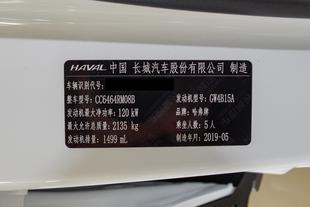 HAVAL 中国 长城汽车股份有限公司 制造
车辆识别代号:
整车型号: CC6464RM08B 发动机型号: GW4B15A
发动机最大净功率: 120 kW 品牌: 哈弗牌
最大允许总质量: 2135 kg 乘坐人数: 5 人
发动机排量: 1499 mL 制造年月: 2019-05